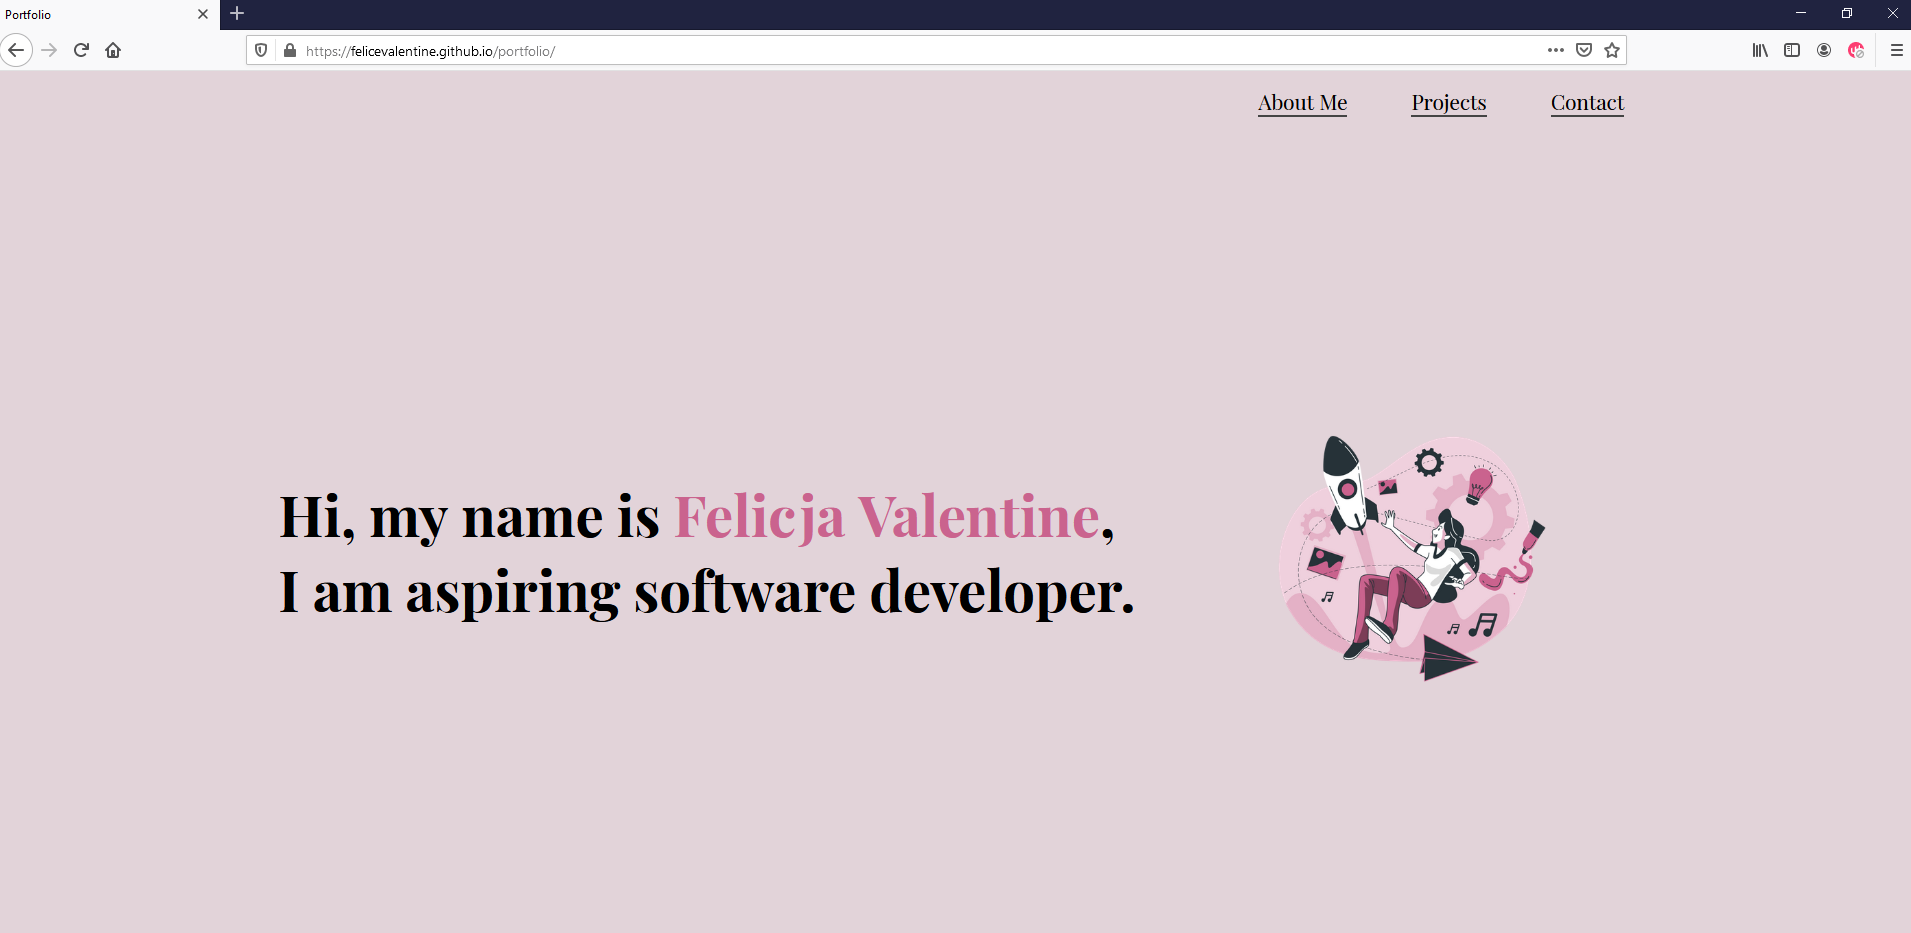 Portfolio
https://felicevalentine.github.io/portfolio/
About Me Projects Contact
Hi, my name is Felicja Valentine,
I am aspiring software developer.